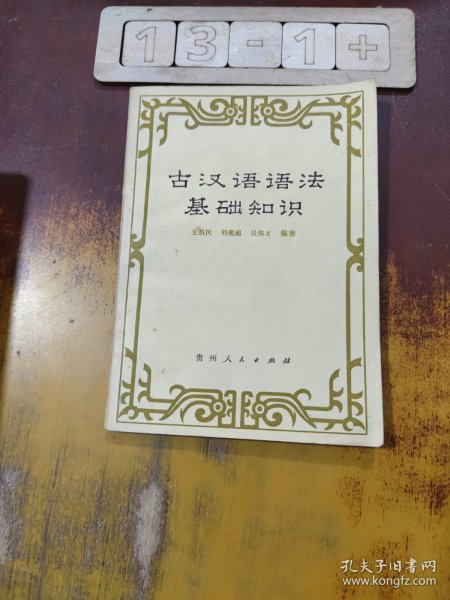 13-1+
古汉语语法
基础知识
王筑民 刘奕超 吴邦才 编著
贵州人民出版社
孔夫子旧书网
www.kongfz.com